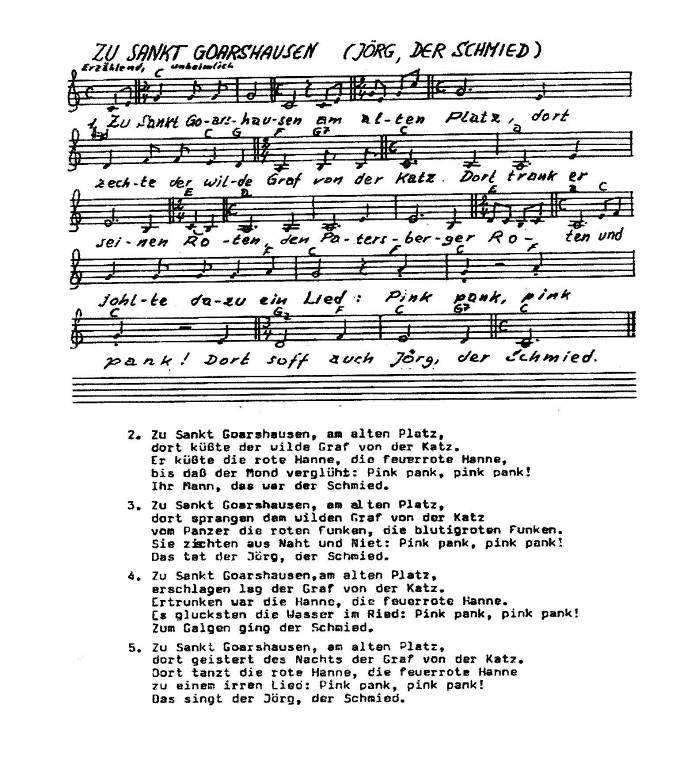 ZU SANKT GOARSHAUSEN (JÖRG, DER SCHMIED)
Erzählend, unheimlich
C
1. Zu Sankt Go-ars-hau-sen am al-ten Platz, dort
C G F G7 C a
zech-te der wil-de Graf von der Katz. Dort trank er
E a E a C
sei-nen Ro-ten, den Pa-ters-ber-ger Ro-ten und
F C F C F
johl-te da-zu ein Lied: Pink pank, pink
C G2 F C G7 C
pank! Dort soff auch Jörg, der Schmied.
2. Zu Sankt Goarshausen, am alten Platz,
dort küßte der wilde Graf von der Katz.
Er küßte die rote Hanne, die feuerrote Hanne,
bis daß der Mond verglüht: Pink pank, pink pank!
Ihr Mann, das war der Schmied.
3. Zu Sankt Goarshausen, am alten Platz,
dort sprangen dem wilden Graf von der Katz
vom Panzer die roten Funken, die blutigroten Funken.
Sie zischten aus Naht und Niet: Pink pank, pink pank!
Das tat der Jörg, der Schmied.
4. Zu Sankt Goarshausen,am alten Platz,
erschlagen lag der Graf von der Katz.
Ertrunken war die Hanne, die feuerrote Hanne.
Es glucksten die Wasser im Ried: Pink pank, pink pank!
Zum Galgen ging der Schmied.
5. Zu Sankt Goarshausen, am alten Platz,
dort geistert des Nachts der Graf von der Katz.
Dort tanzt die rote Hanne, die feuerrote Hanne
zu einem irren Lied: Pink pank, pink pank!
Das singt der Jörg, der Schmied.